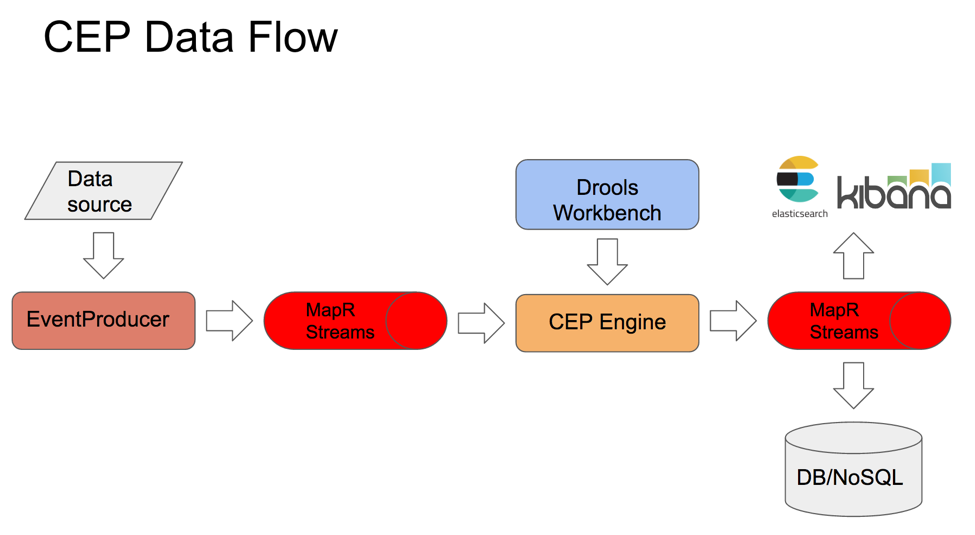 CEP Data Flow
Data
source
Drools
Workbench
elasticsearch
kibana
EventProducer
MapR
Streams
CEP Engine
MapR
Streams
DB/NoSQL